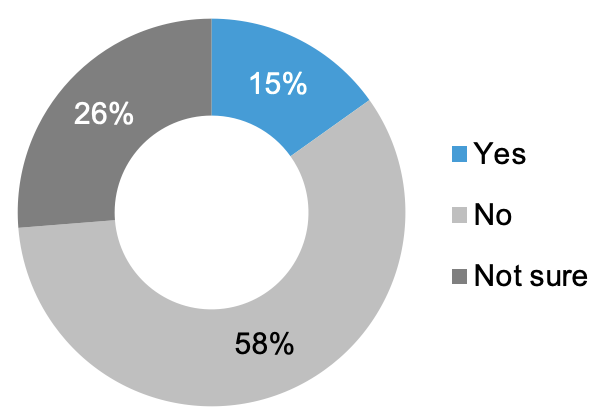 15%
26%
58%
Yes
No
Not sure